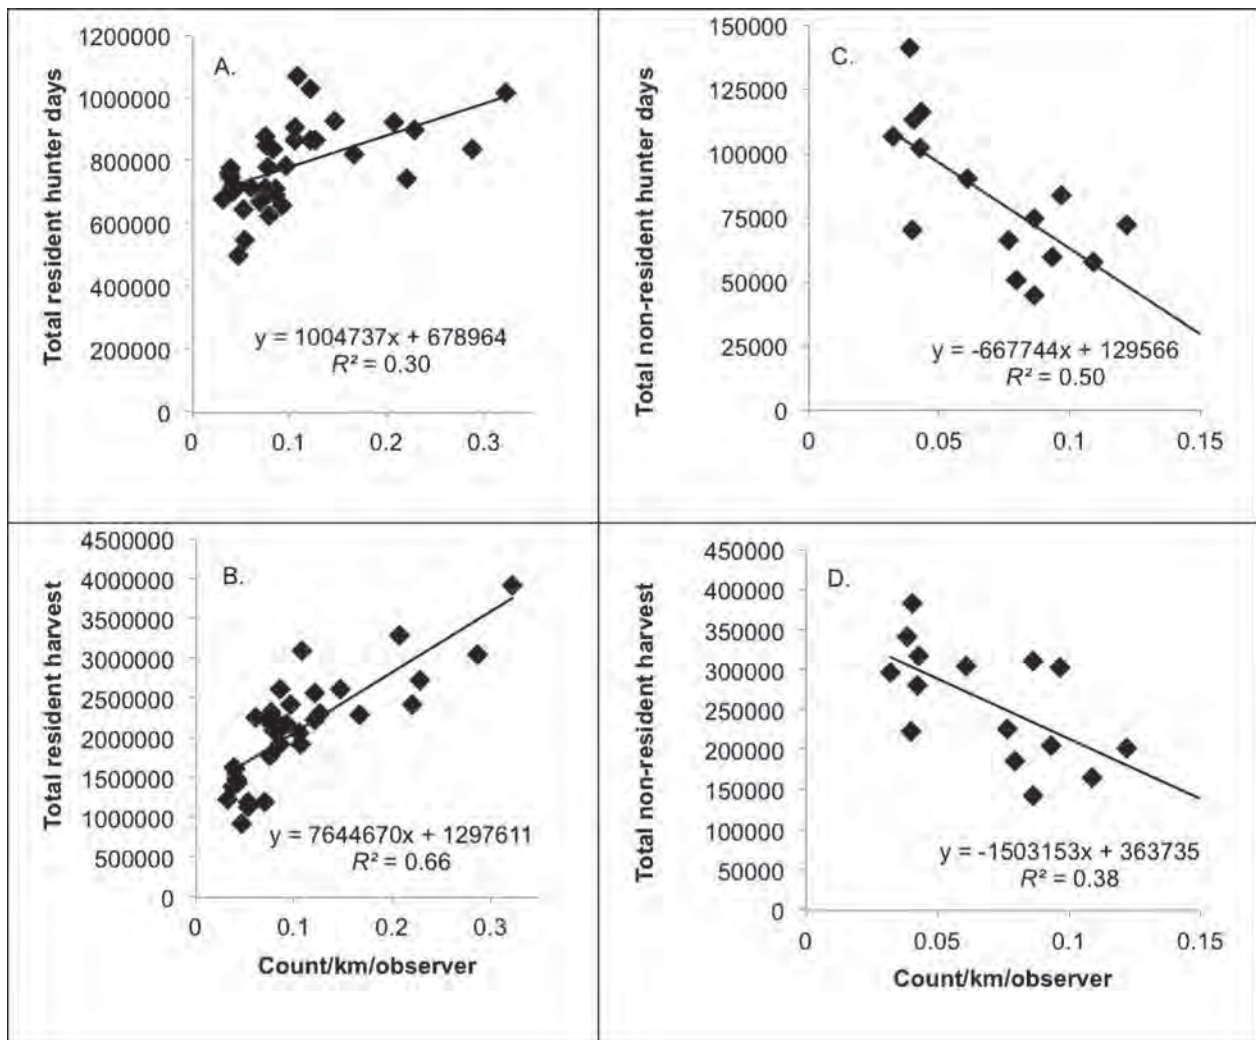 Total resident hunter days
1200000
1000000
800000
600000
400000
200000
0
A.
y = 1004737x + 678964
R² = 0.30
0 0.1 0.2 0.3
Total non-resident hunter days
150000
125000
100000
75000
50000
25000
0
C.
y = -667744x + 129566
R² = 0.50
0 0.05 0.1 0.15
Total resident harvest
4500000
4000000
3500000
3000000
2500000
2000000
1500000
1000000
500000
0
B.
y = 7644670x + 1297611
R² = 0.66
0 0.1 0.2 0.3
Count/km/observer
Total non-resident harvest
450000
400000
350000
300000
250000
200000
150000
100000
50000
0
D.
y = -1503153x + 363735
R² = 0.38
0 0.05 0.1 0.15
Count/km/observer